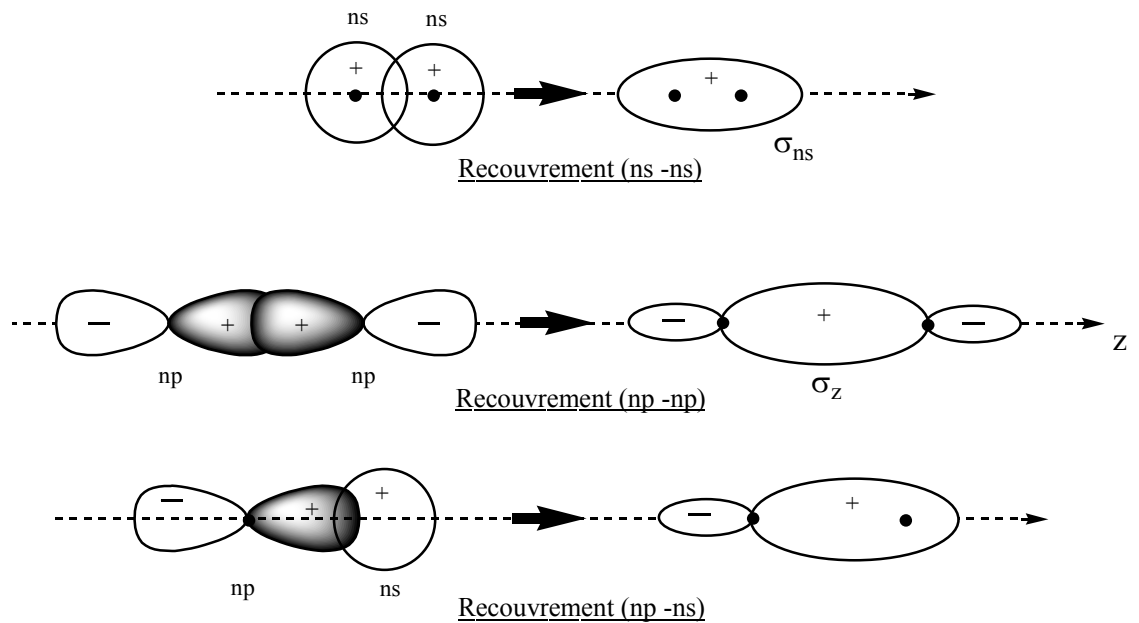 ns ns
+ +
+
σns
Recouvrement (ns -ns)
− + + −
− + −
z
np np
σz
Recouvrement (np -np)
− + +
− +
np ns
Recouvrement (np -ns)